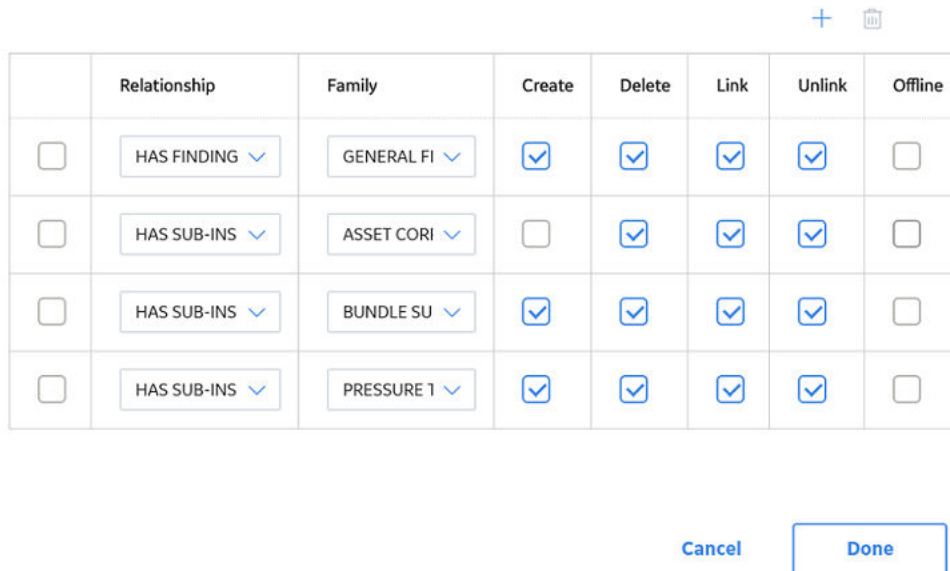 Relationship Family Create Delete Link Unlink Offline
HAS FINDING GENERAL FI
HAS SUB-INS ASSET CORI
HAS SUB-INS BUNDLE SU
HAS SUB-INS PRESSURE T
Cancel Done